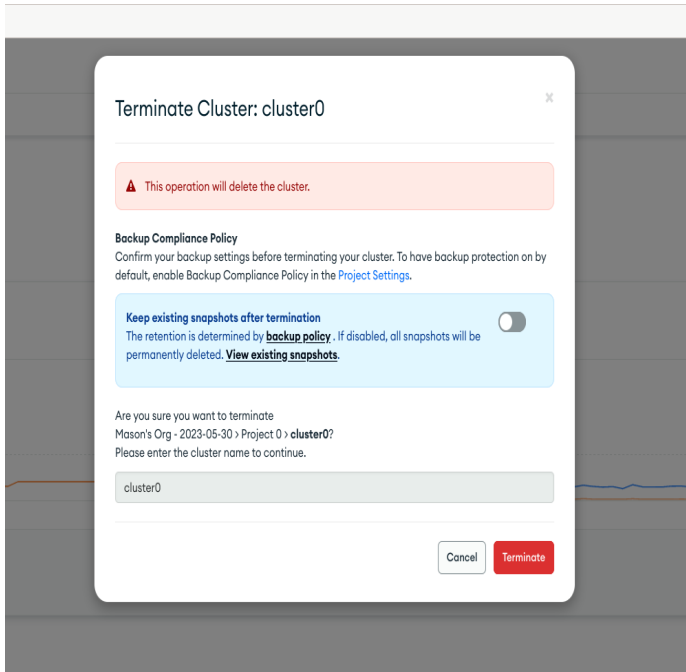 Terminate Cluster: cluster0
x
This operation will delete the cluster.
Backup Compliance Policy
Confirm your backup settings before terminating your cluster. To have backup protection on by
default, enable Backup Compliance Policy in the Project Settings.
Keep existing snapshots after termination
The retention is determined by backup policy . If disabled, all snapshots will be
permanently deleted. View existing snapshots.
Are you sure you want to terminate
Mason's Org - 2023-05-30 > Project 0 > cluster0?
Please enter the cluster name to continue.
cluster0
Cancel
Terminate